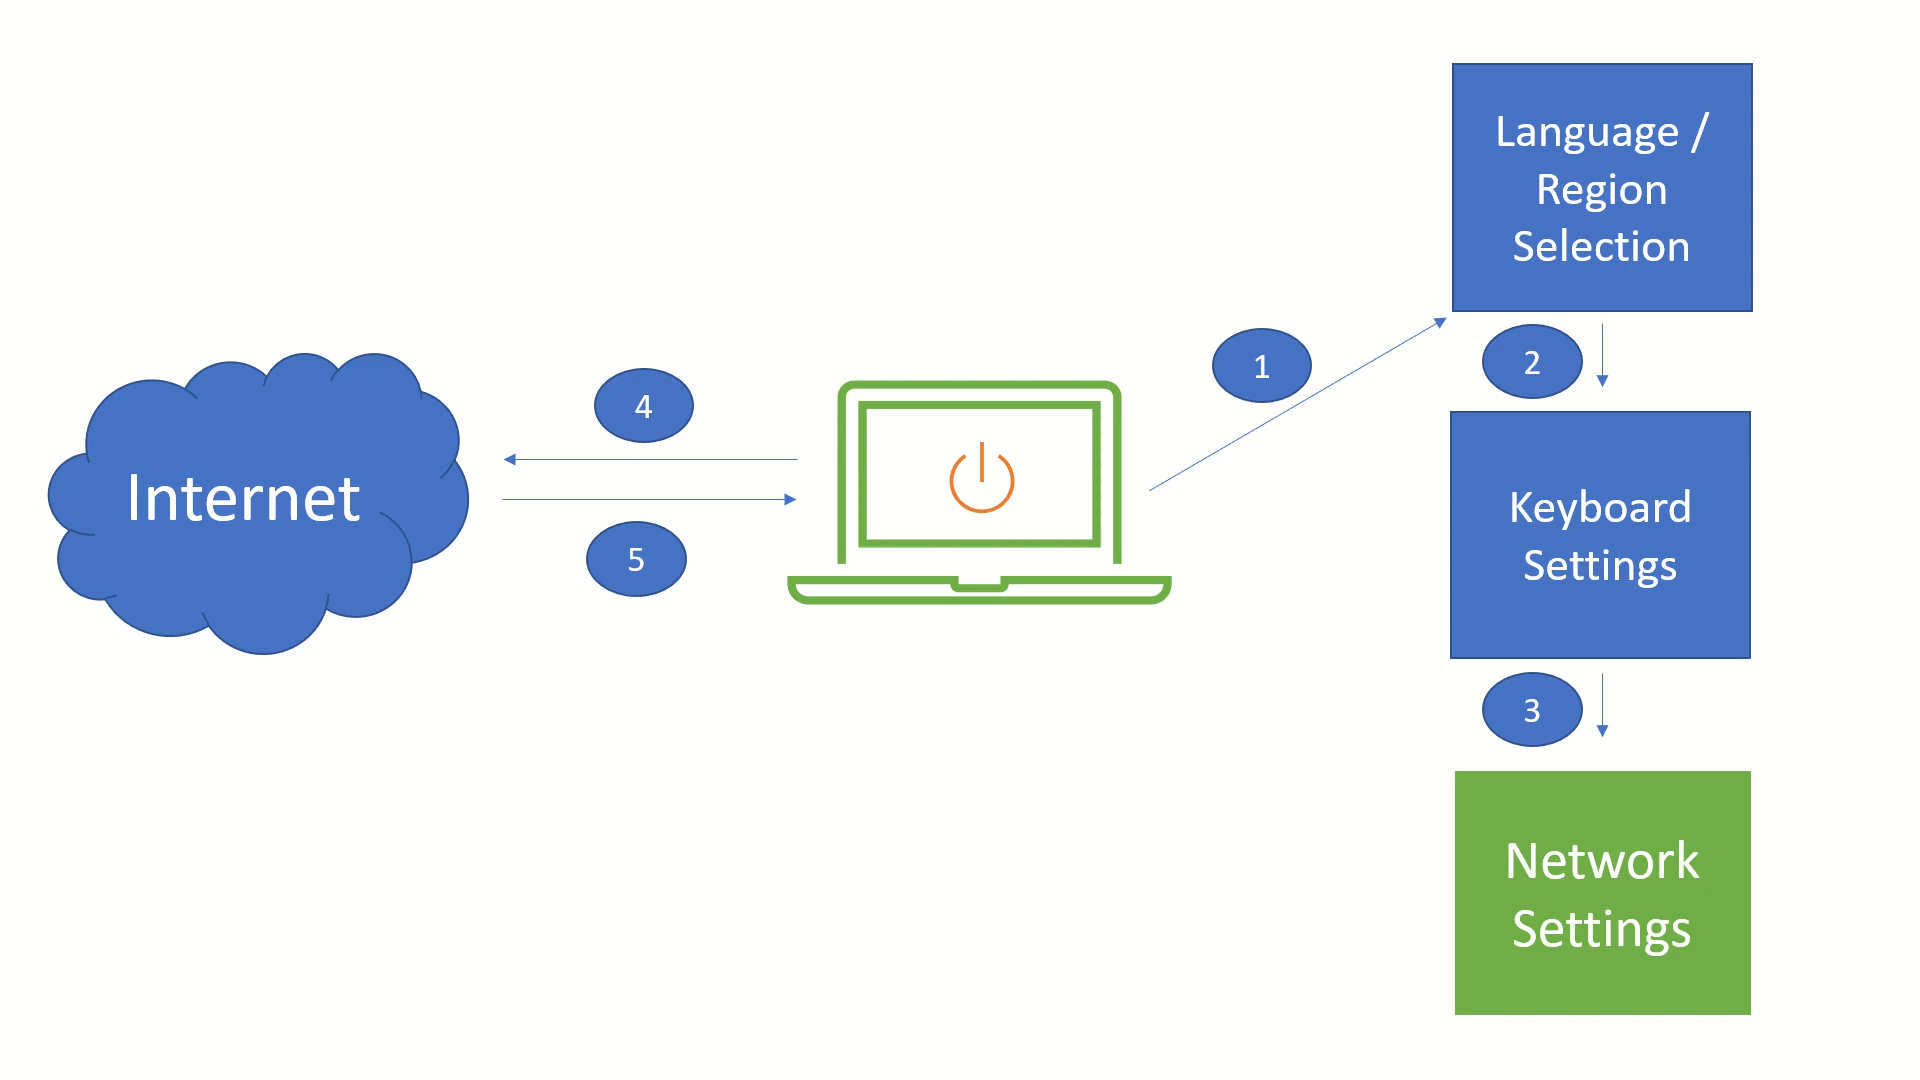 Language /
Region
Selection
1
2
4
Internet
Keyboard
Settings
5
3
Network
Settings